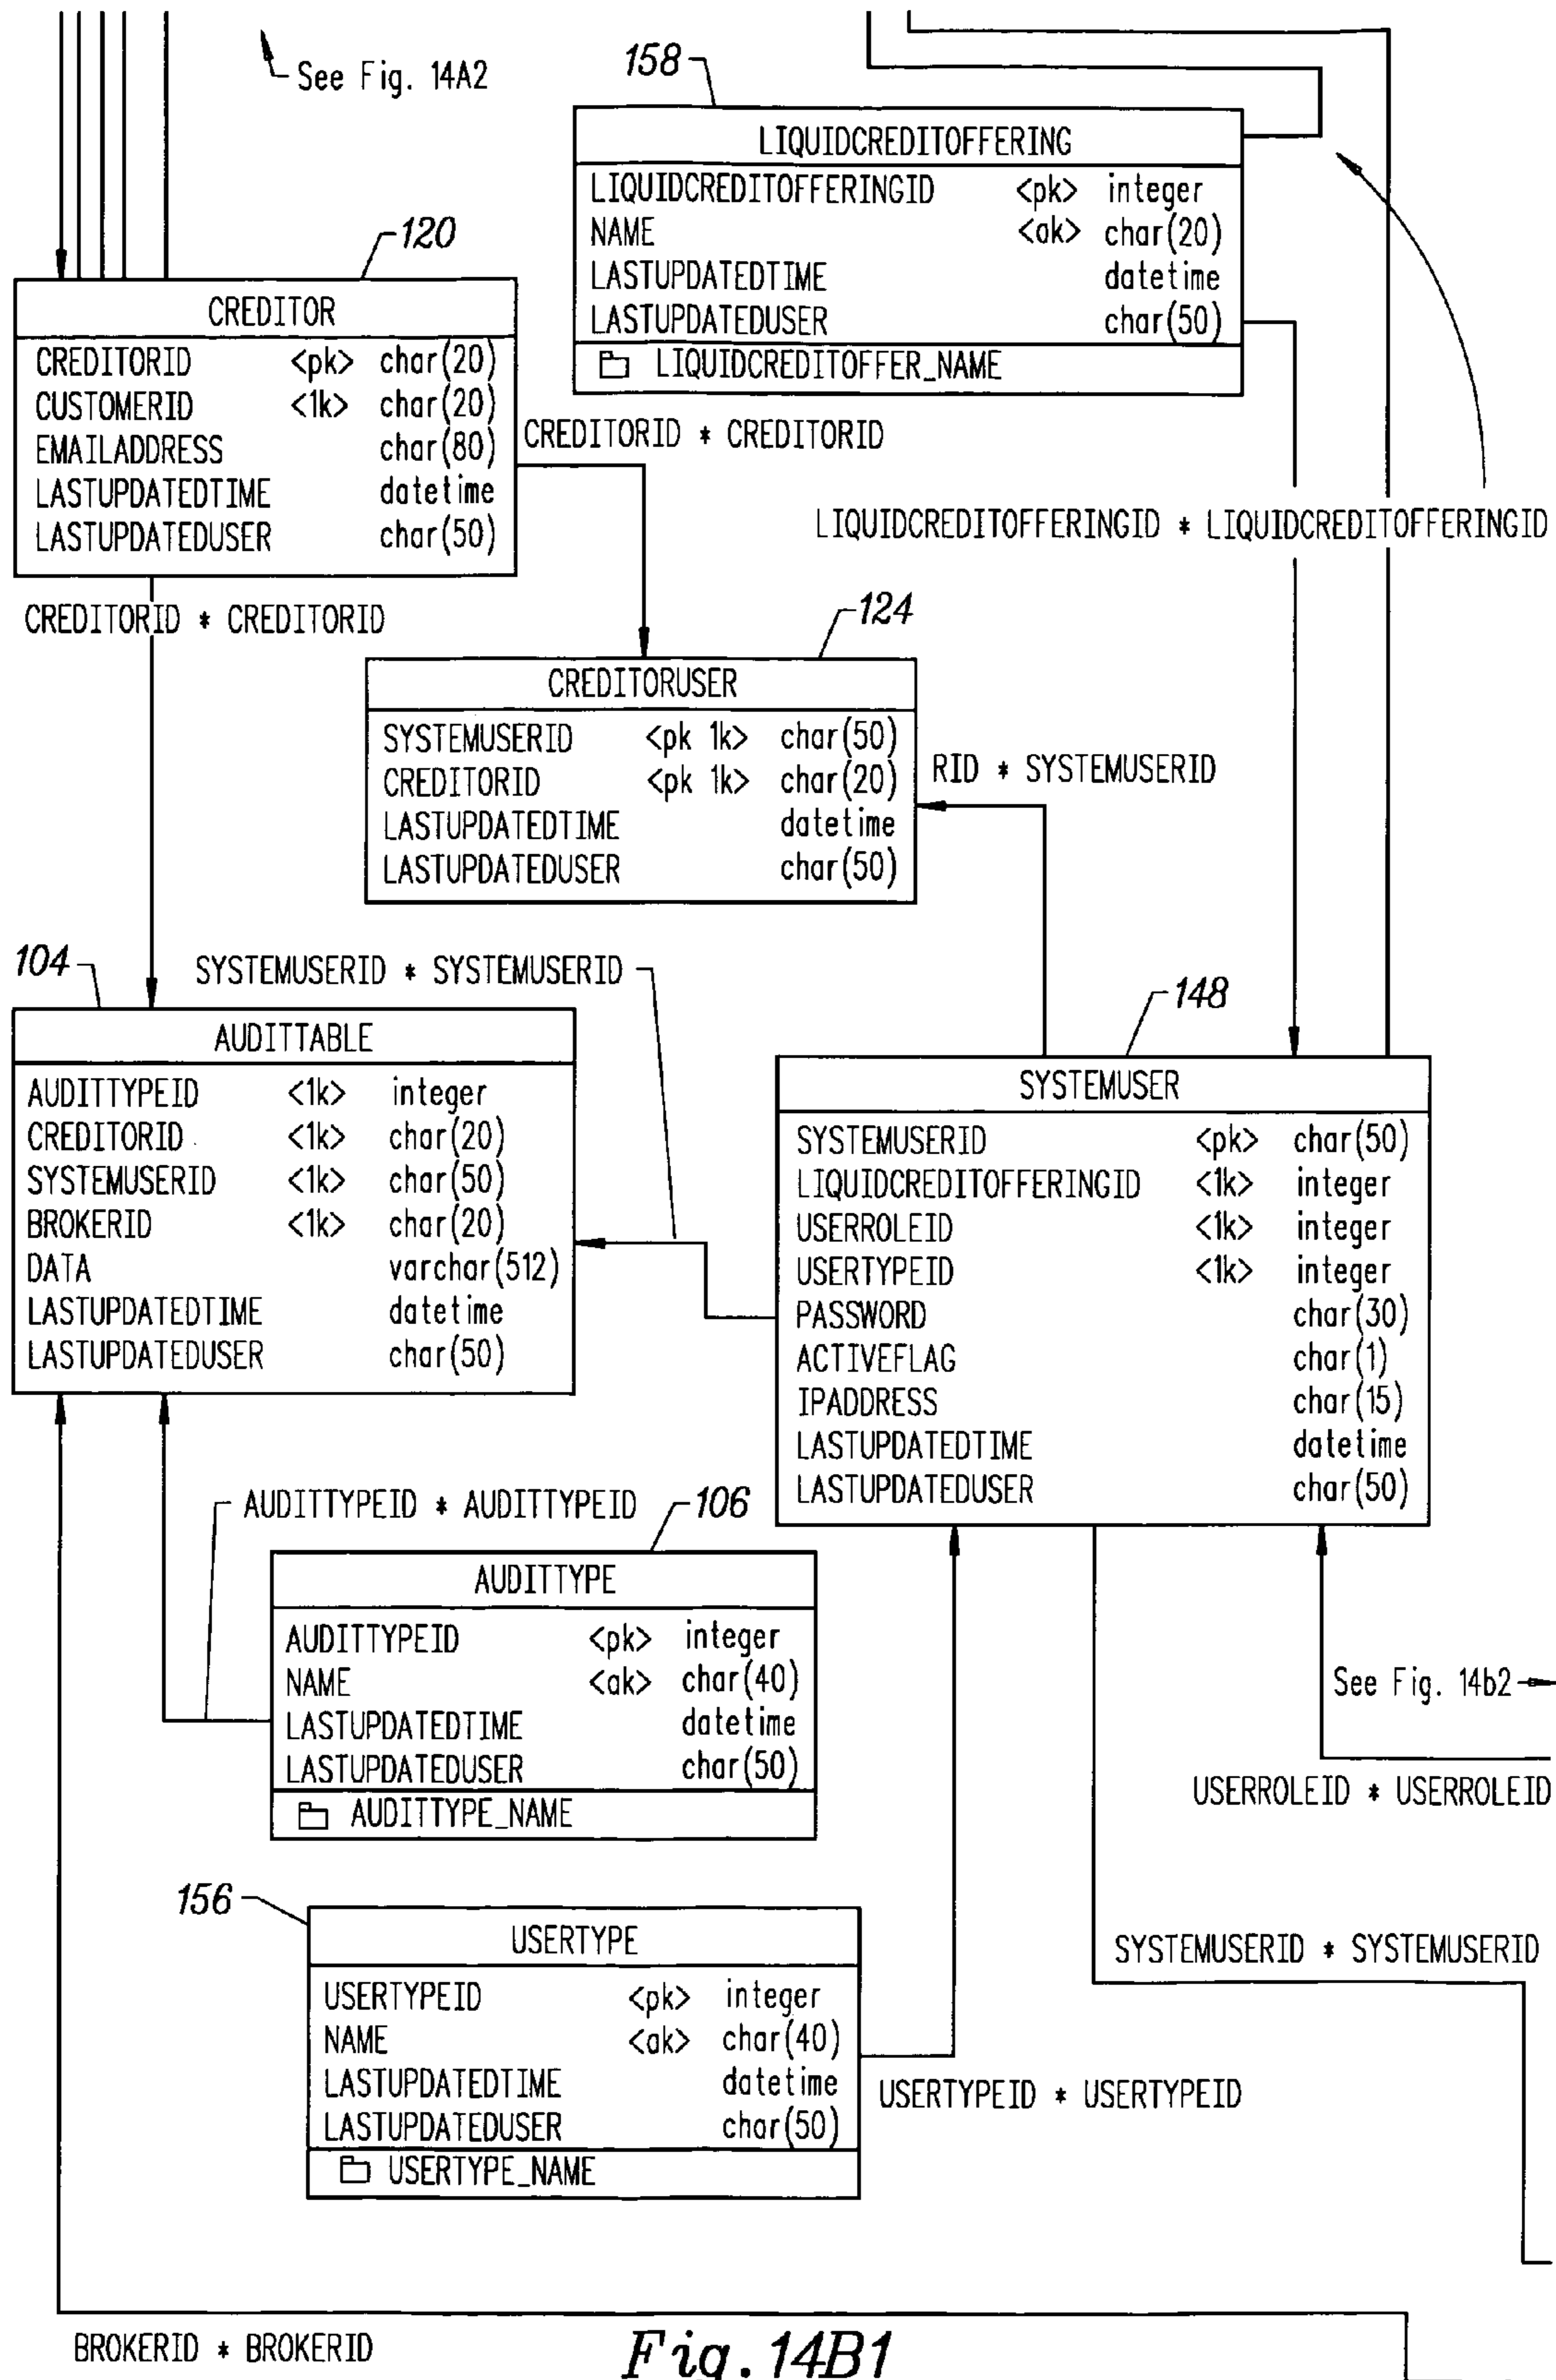 See Fig. 14A2
158
LIQUIDCREDITOFFERING
LIQUIDCREDITOFFERINGID <pk> integer
NAME <ak> char(20)
LASTUPDATEDTIME datetime
LASTUPDATEDUSER char(50)
LIQUIDCREDITOFFER_NAME
120
CREDITOR
CREDITORID <pk> char(20)
CUSTOMERID <1k> char(20)
EMAILADDRESS char(80)
LASTUPDATEDTIME datetime
LASTUPDATEDUSER char(50)
CREDITORID * CREDITORID
LIQUIDCREDITOFFERINGID * LIQUIDCREDITOFFERINGID
CREDITORID * CREDITORID
124
CREDITORUSER
SYSTEMUSERID <pk 1k> char(50)
CREDITORID <pk 1k> char(20)
LASTUPDATEDTIME datetime
LASTUPDATEDUSER char(50)
RID * SYSTEMUSERID
104
SYSTEMUSERID * SYSTEMUSERID
AUDITTABLE
AUDITTYPEID <1k> integer
CREDITORID <1k> char(20)
SYSTEMUSERID <1k> char(50)
BROKERID <1k> char(20)
DATA varchar(512)
LASTUPDATEDTIME datetime
LASTUPDATEDUSER char(50)
148
SYSTEMUSER
SYSTEMUSERID <pk> char(50)
LIQUIDCREDITOFFERINGID <1k> integer
USERROLEID <1k> integer
USERTYPEID <1k> integer
PASSWORD char(30)
ACTIVEFLAG char(1)
IPADDRESS char(15)
LASTUPDATEDTIME datetime
LASTUPDATEDUSER char(50)
AUDITTYPEID * AUDITTYPEID
106
AUDITTYPE
AUDITTYPEID <pk> integer
NAME <ak> char(40)
LASTUPDATEDTIME datetime
LASTUPDATEDUSER char(50)
AUDITTYPE_NAME
See Fig. 14b2
USERROLEID * USERROLEID
156
USERTYPE
USERTYPEID <pk> integer
NAME <ak> char(40)
LASTUPDATEDTIME datetime
LASTUPDATEDUSER char(50)
USERTYPE_NAME
SYSTEMUSERID * SYSTEMUSERID
USERTYPEID * USERTYPEID
BROKERID * BROKERID
Fig. 14B1